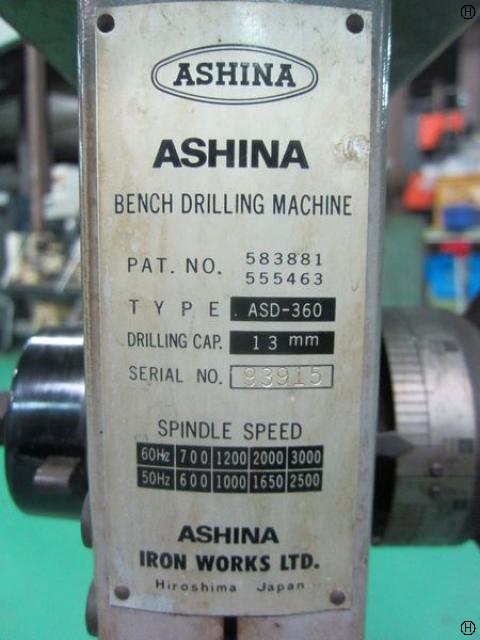 ASHINA
ASHINA
BENCH DRILLING MACHINE
PAT. NO. 583881
555463
TYPE ASD-360
DRILLING CAP. 13 mm
SERIAL NO. 93915
SPINDLE SPEED
60Hz 700 1200 2000 3000
50Hz 600 1000 1650 2500
ASHINA
IRON WORKS LTD.
Hiroshima Japan
H
H